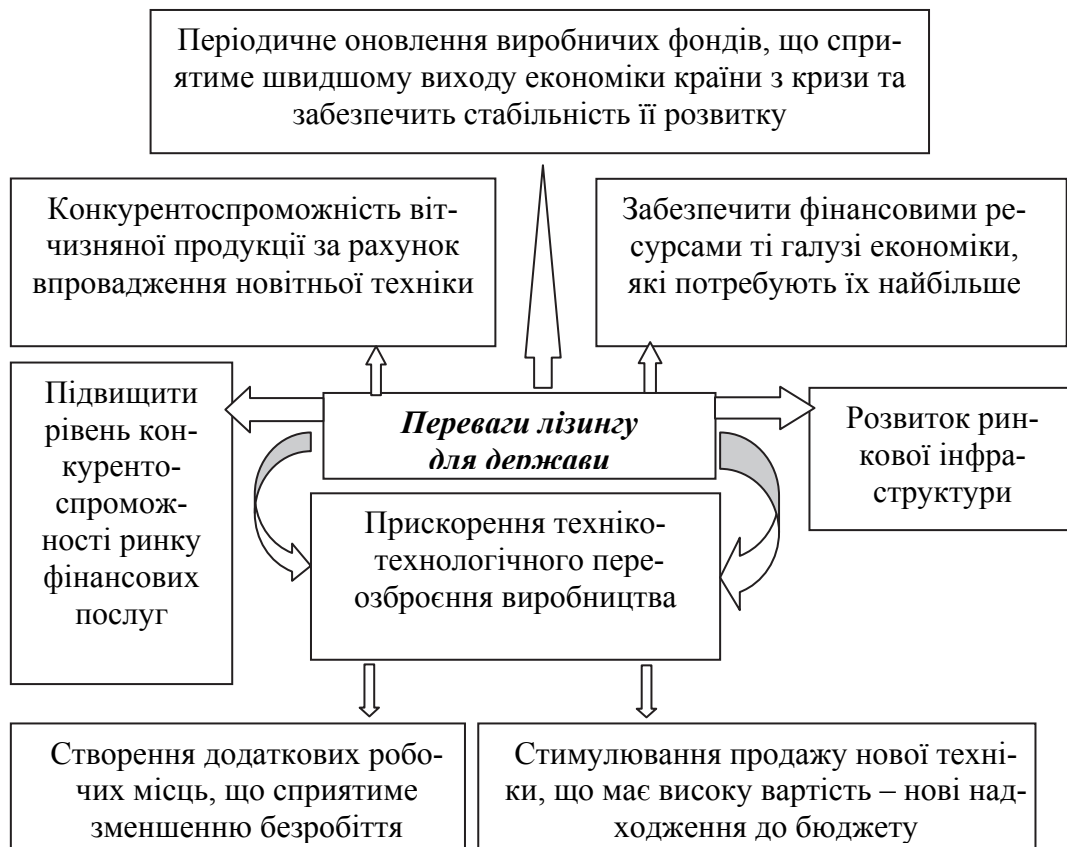 Періодичне оновлення виробничих фондів, що спри-
ятиме швидшому виходу економіки країни з кризи та
забезпечить стабільність її розвитку
Конкурентоспроможність віт-
чизняної продукції за рахунок
впровадження новітньої техніки
Забезпечити фінансовими ре-
сурсами ті галузі економіки,
які потребують їх найбільше
Підвищити
рівень кон-
куренто-
спромож-
ності ринку
фінансових
послуг
Переваги лізингу
для держави
Розвиток рин-
кової інфра-
структури
Прискорення техніко-
технологічного пере-
озброєння виробництва
Створення додаткових робо-
чих місць, що сприятиме
зменшенню безробіття
Стимулювання продажу нової техні-
ки, що має високу вартість – нові над-
ходження до бюджету